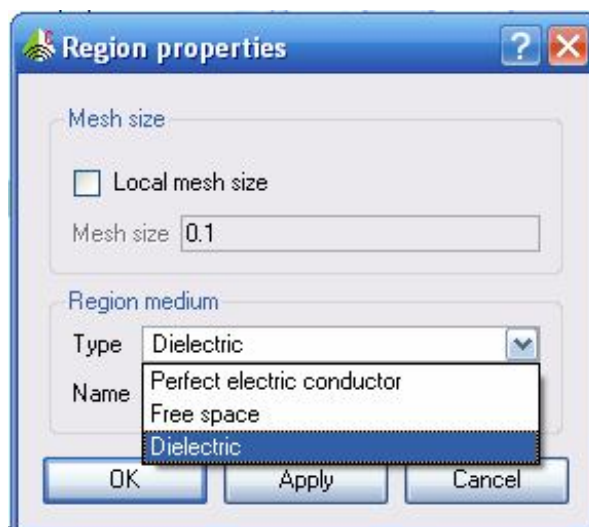 Region properties
Mesh size
Local mesh size
Mesh size 0.1
Region medium
Type Dielectric
Name
Perfect electric conductor
Free space
Dielectric
OK Apply Cancel